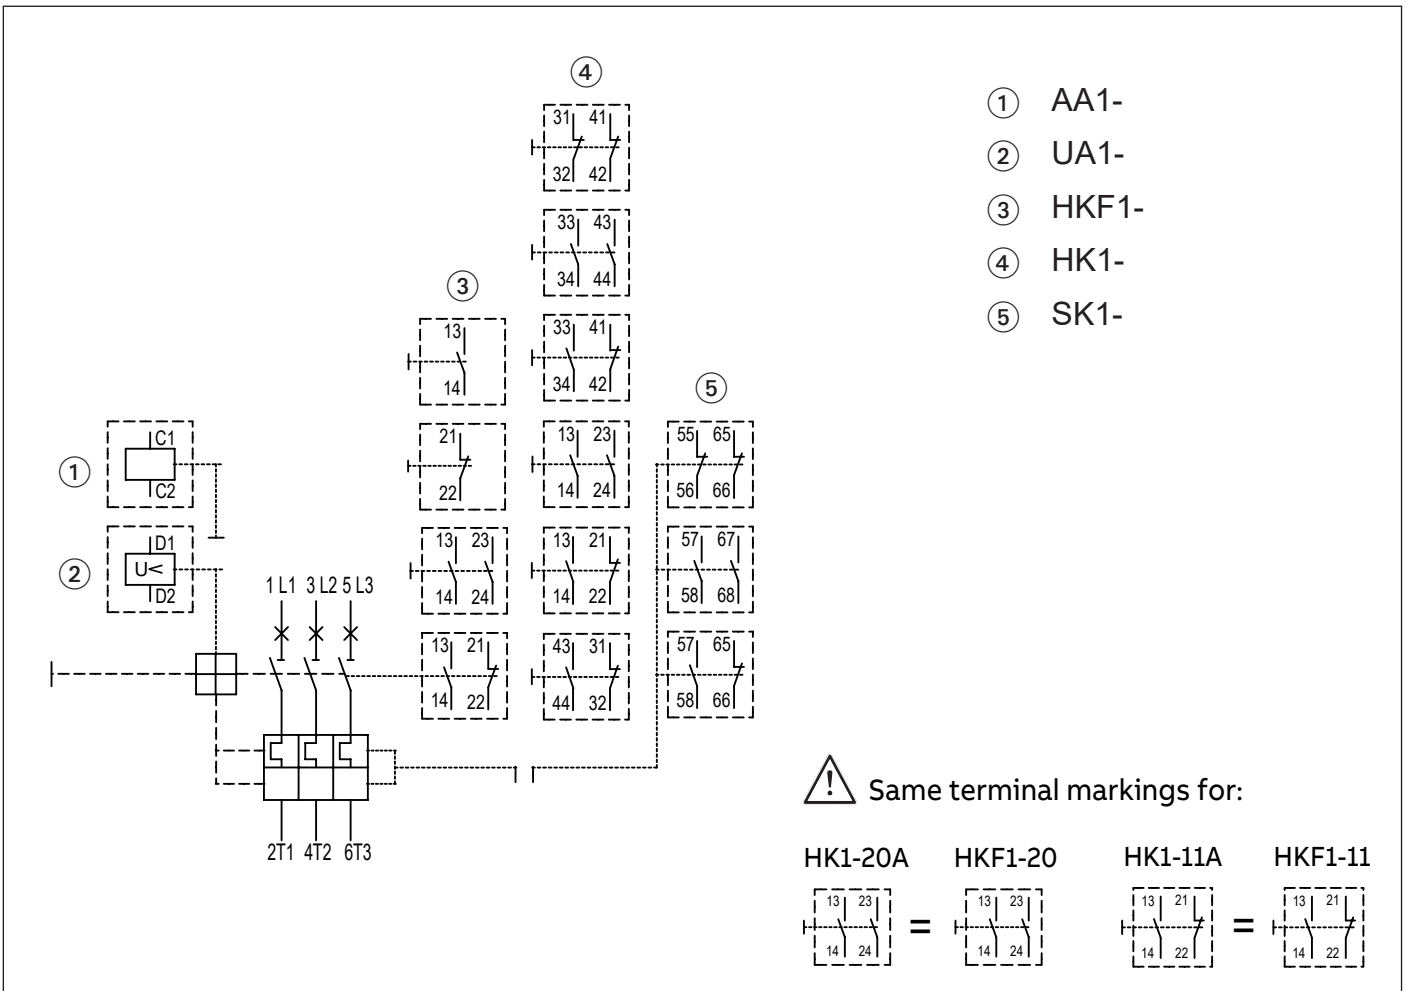 ④
31 41
32 42
33 43
34 44
③
33 41
34 42
13
14
⑤
13 23
14 24
55 65
56 66
21
22
①
C1
C2
②
D1
U<
D2
13 23
14 24
13 21
14 22
57 67
58 68
1 L1 3 L2 5 L3
13 21
14 22
43 31
44 32
57 65
58 66
2T1 4T2 6T3
① AA1-
② UA1-
③ HKF1-
④ HK1-
⑤ SK1-
! Same terminal markings for:
HK1-20A HKF1-20 HK1-11A HKF1-11
13 23 = 13 23
14 24 14 24
13 21 = 13 21
14 22 14 22